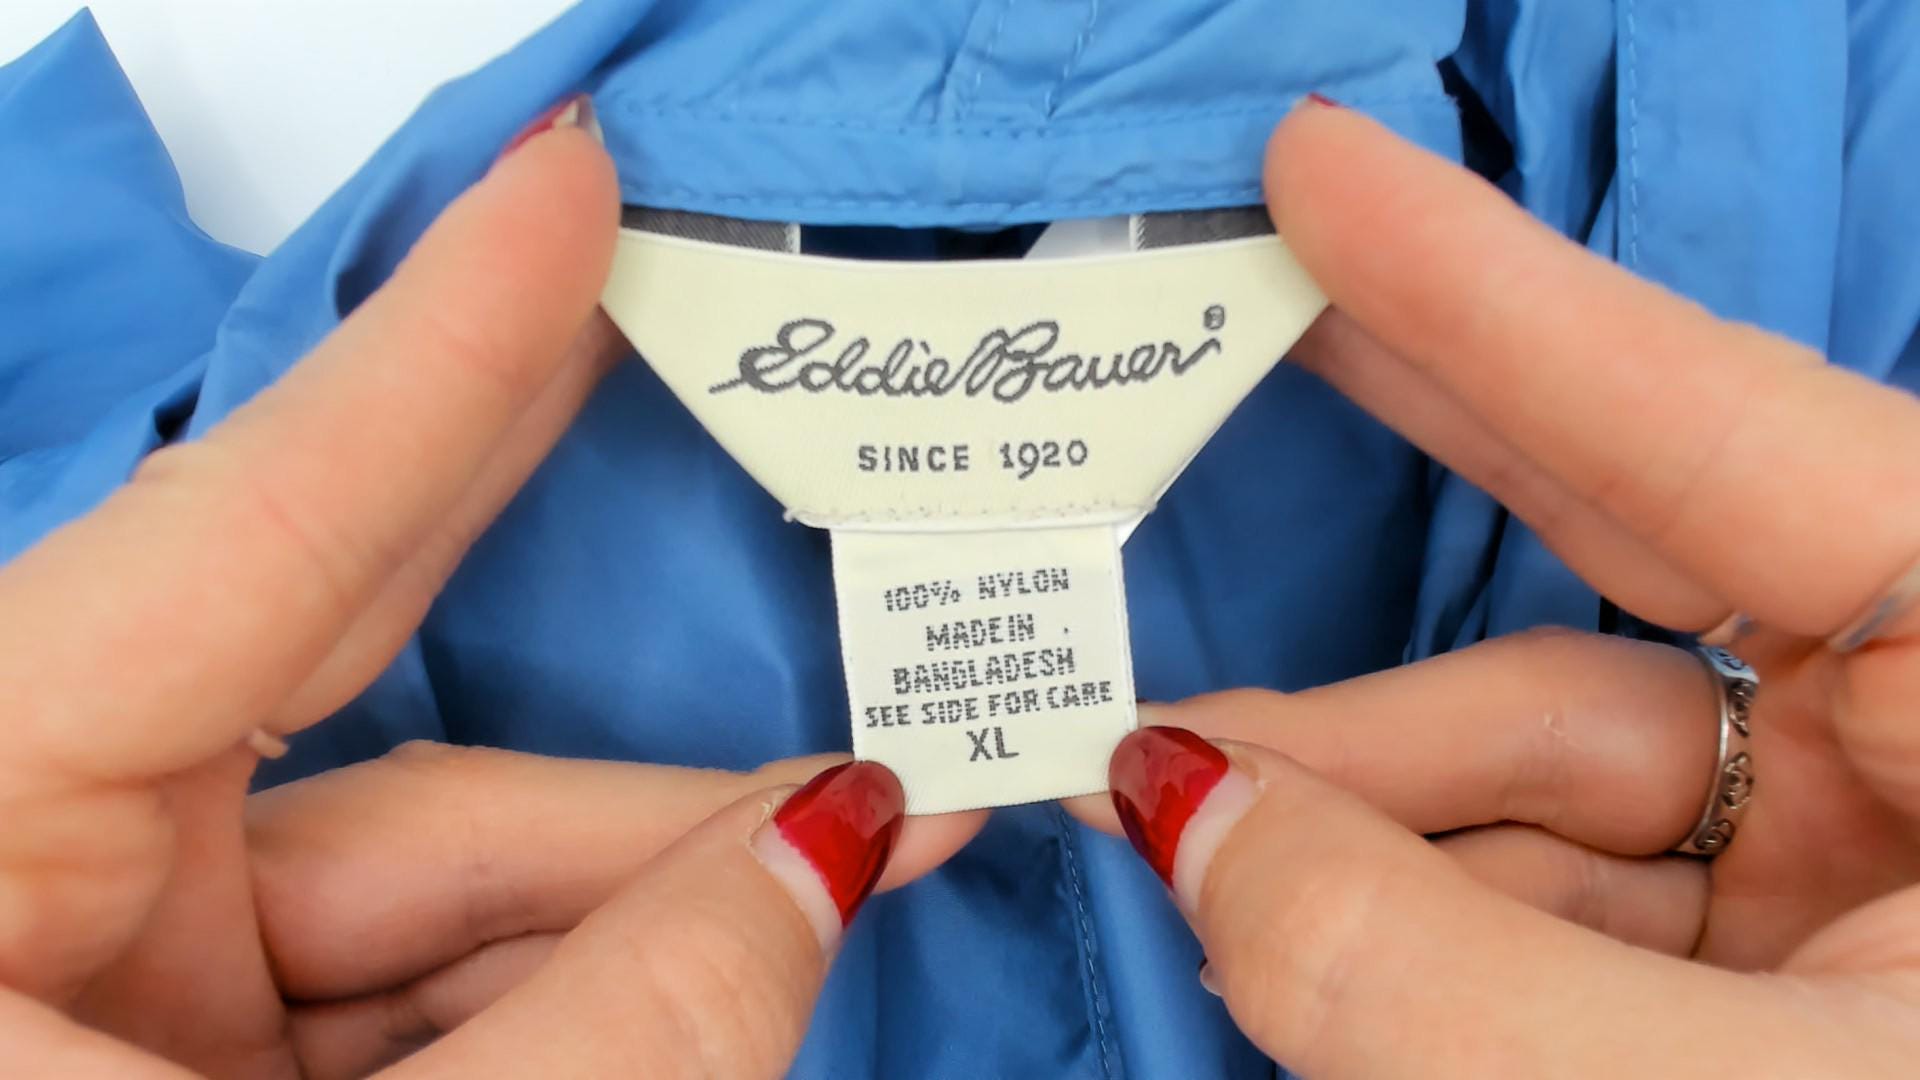 Eddie Bauer®
SINCE 1920
100% NYLON
MADE IN
BANGLADESH
SEE SIDE FOR CARE
XL